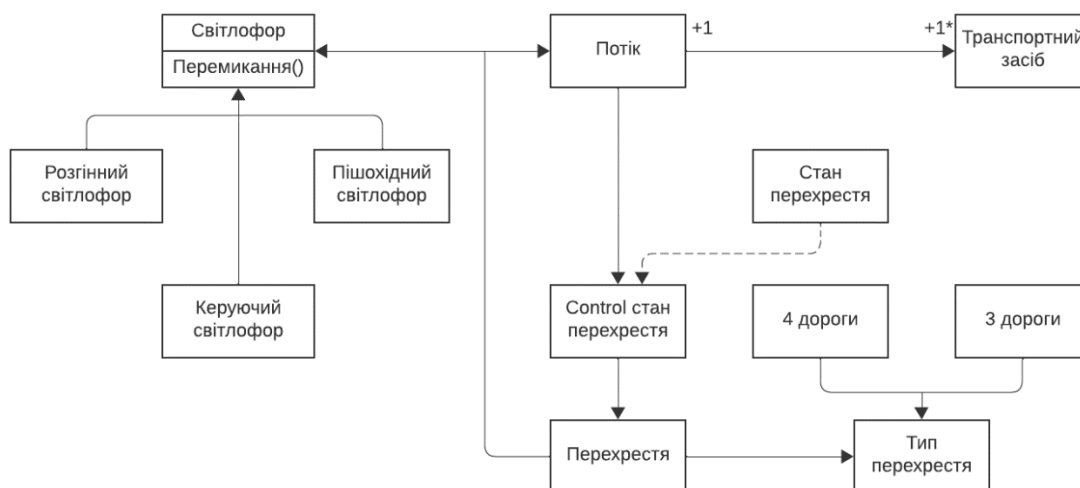 Світлофор
Перемикання()
Потік
+1
+1*
Транспортний
засіб
Розгінний
світлофор
Пішохідний
світлофор
Стан
перехрестя
Керуючий
світлофор
Control стан
перехрестя
4 дороги
3 дороги
Перехрестя
Тип
перехрестя